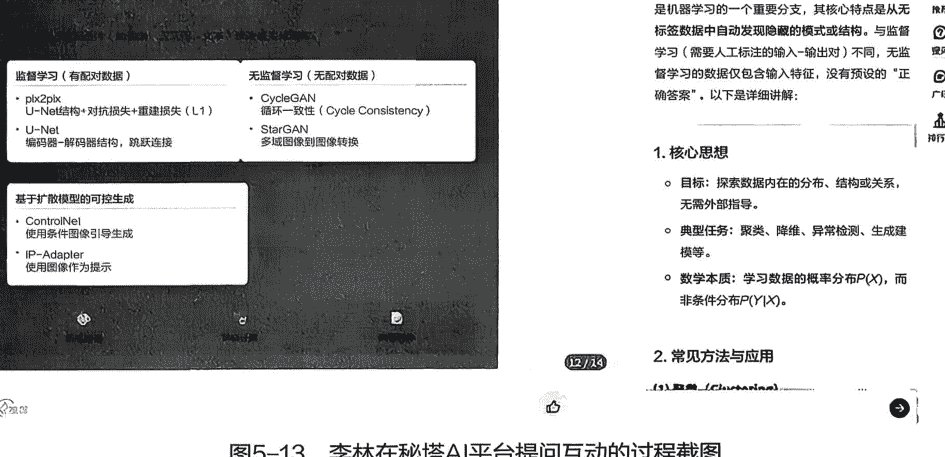 监督学习（有配对数据）
• pix2pix
U-Net结构+对抗损失+重建损失（L1）
• U-Net
编码器-解码器结构，跳跃连接
无监督学习（无配对数据）
• CycleGAN
循环一致性（Cycle Consistency）
• StarGAN
多域图像到图像转换
基于扩散模型的可控生成
• ControlNet
使用条件图像引导生成
• IP-Adapter
使用图像作为提示
12/14
是机器学习的一个重要分支，其核心特点是从无
标签数据中自动发现隐藏的模式或结构。与监督
学习（需要人工标注的输入-输出对）不同，无监
督学习的数据仅包含输入特征，没有预设的“正
确答案”。以下是详细讲解：
1. 核心思想
○ 目标：探索数据内在的分布、结构或关系，
无需外部指导。
○ 典型任务：聚类、降维、异常检测、生成建
模等。
○ 数学本质：学习数据的概率分布P(X)，而
非条件分布P(Y|X)。
2. 常见方法与应用
(1) 聚类（Clustering）
图5-13 李林在秘塔AI平台提问互动的过程截图